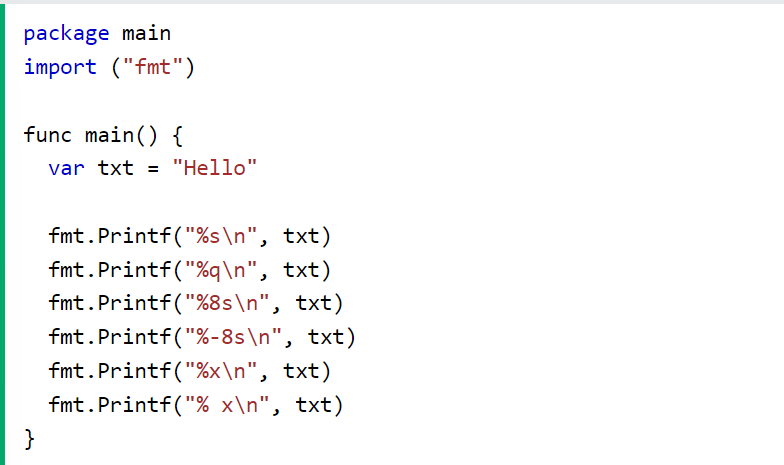 package main
import ("fmt")
func main() {
  var txt = "Hello"
  fmt.Printf("%s\n", txt)
  fmt.Printf("%q\n", txt)
  fmt.Printf("%8s\n", txt)
  fmt.Printf("%-8s\n", txt)
  fmt.Printf("%x\n", txt)
  fmt.Printf("% x\n", txt)
}